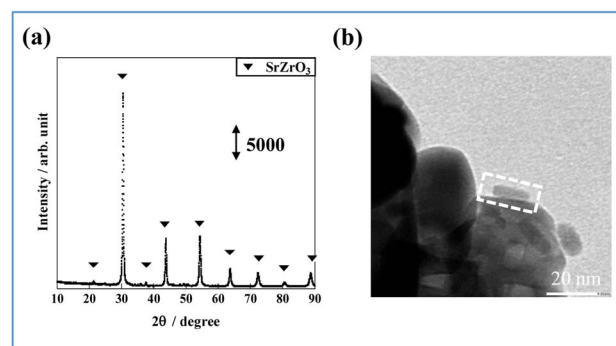 (a)
▼ SrZrO₃
5000
Intensity / arb. unit
10 20 30 40 50 60 70 80 90
2θ / degree
(b)
20 nm